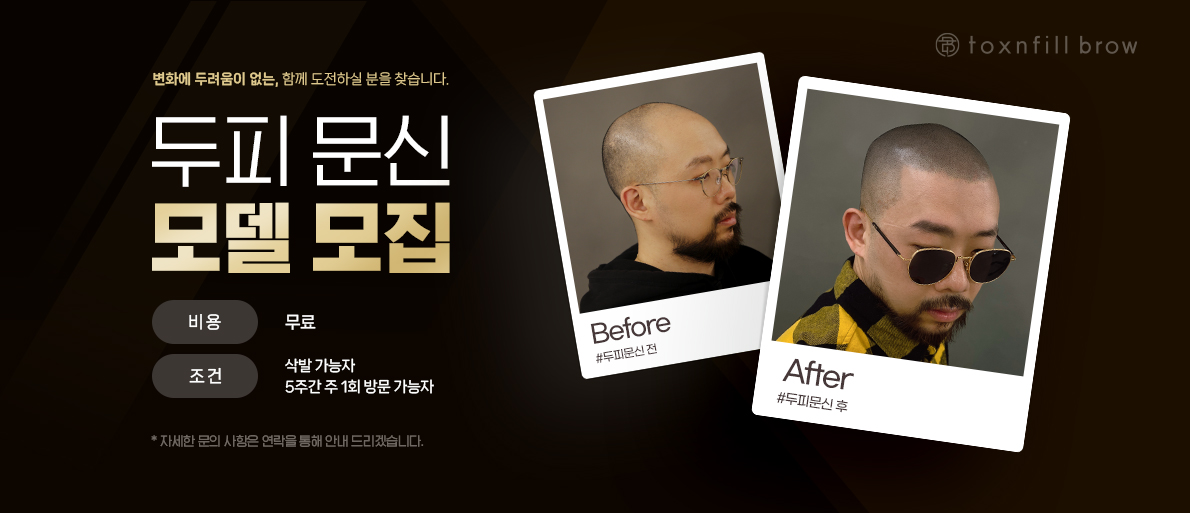 toxnfill brow
변화에 두려움이 없는, 함께 도전하실 분을 찾습니다.
두피 문신
모델 모집
비용 무료
조건 삭발 가능자
5주간 주 1회 방문 가능자
* 자세한 문의 사항은 연락을 통해 안내 드리겠습니다.
Before
#두피문신 전
After
#두피문신 후